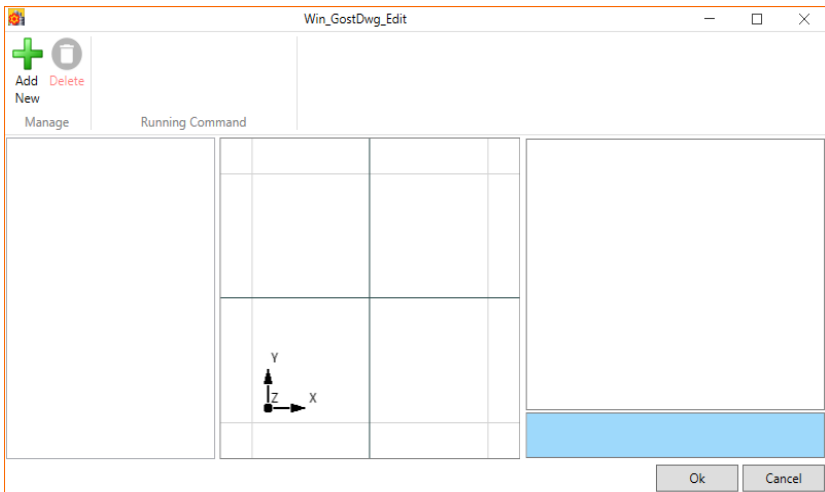 Win_GostDwg_Edit
Add Delete
New
Manage Running Command
Y
Z X
Ok Cancel